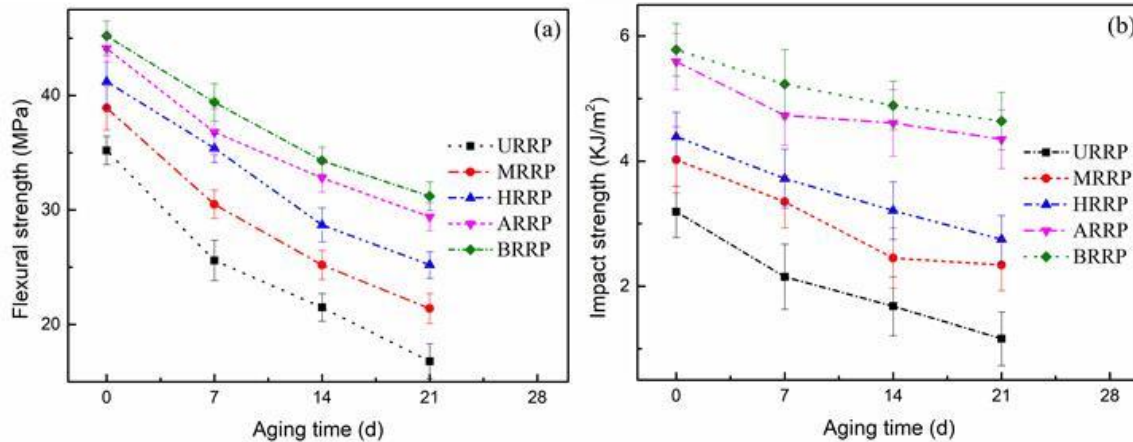 (a)
Flexural strength (MPa)
40
30
20
URRP
MRRP
HRRP
ARRP
BRRP
0 7 14 21 28
Aging time (d)
(b)
Impact strength (KJ/m²)
6
4
2
URRP
MRRP
HRRP
ARRP
BRRP
0 7 14 21 28
Aging time (d)